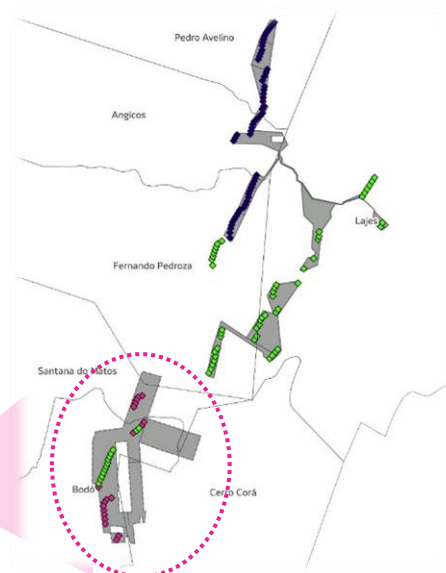 Pedro Avelino
Angicos
Lajes
Fernando Pedroza
Santana do Matos
Bodó
Cerro Corá